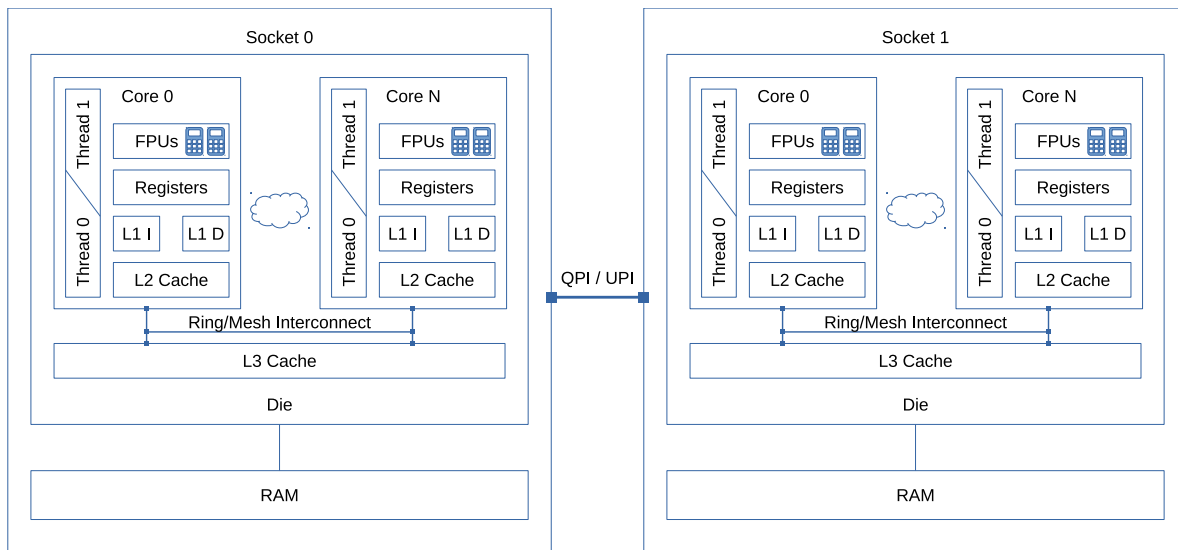 Socket 0
Thread 1
Thread 0
Core 0
FPUs
Registers
L1 I
L1 D
L2 Cache
Thread 1
Thread 0
Core N
FPUs
Registers
L1 I
L1 D
L2 Cache
Ring/Mesh Interconnect
L3 Cache
Die
RAM
QPI / UPI
Socket 1
Thread 1
Thread 0
Core 0
FPUs
Registers
L1 I
L1 D
L2 Cache
Thread 1
Thread 0
Core N
FPUs
Registers
L1 I
L1 D
L2 Cache
Ring/Mesh Interconnect
L3 Cache
Die
RAM